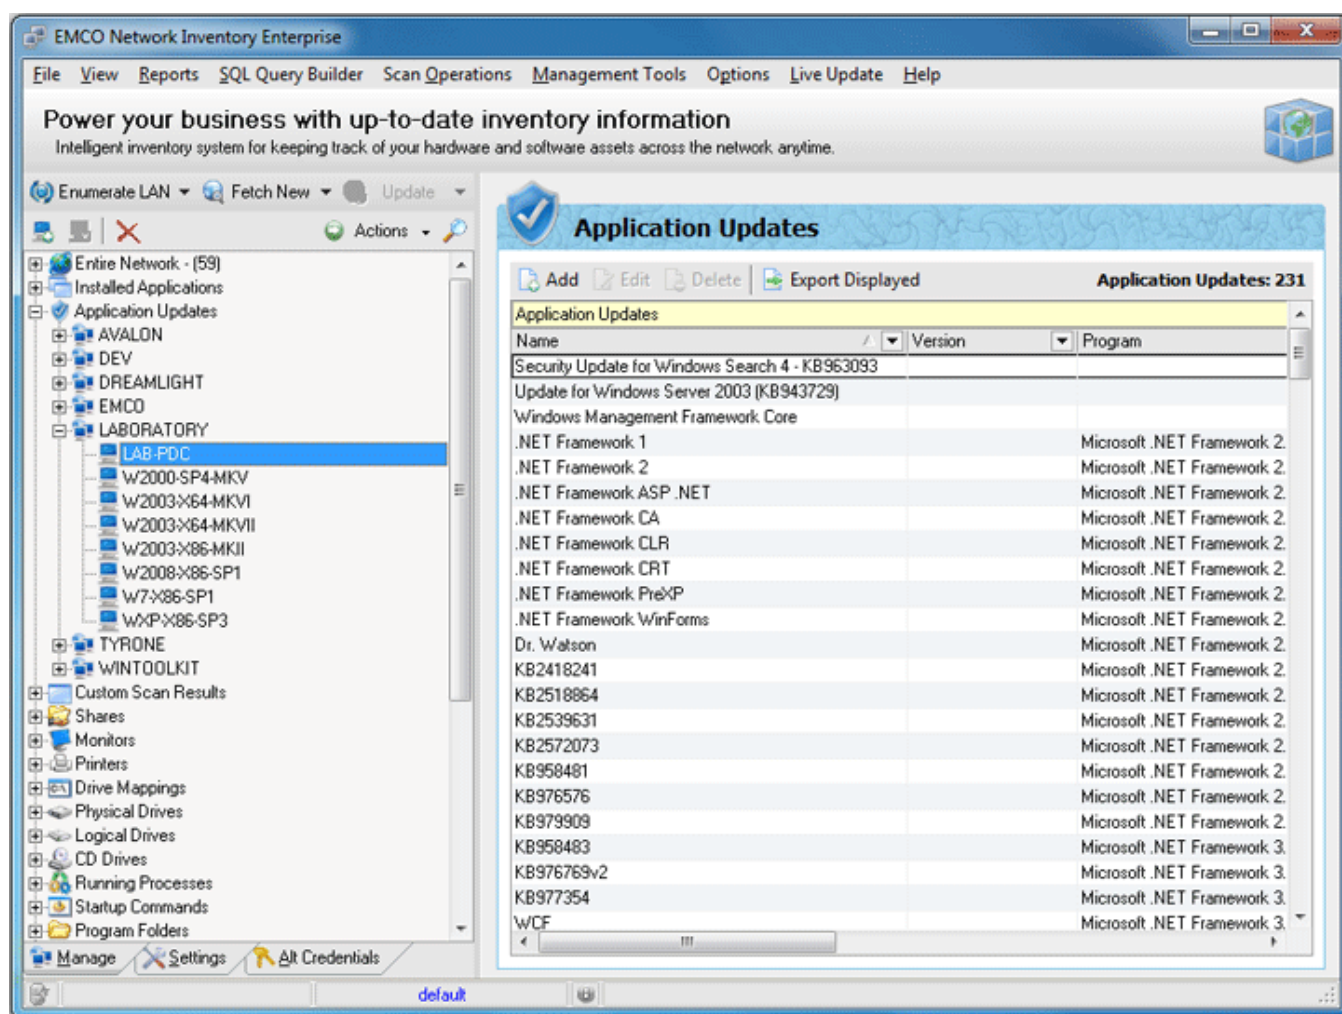 EMCO Network Inventory Enterprise
File View Reports SQL Query Builder Scan Operations Management Tools Options Live Update Help
Power your business with up-to-date inventory information
Intelligent inventory system for keeping track of your hardware and software assets across the network anytime.
Enumerate LAN Fetch New Update
Actions
Entire Network - (59)
Installed Applications
Application Updates
AVALON
DEV
DREAMLIGHT
EMCO
LABORATORY
LAB-PDC
W2000-SP4-MKV
W2003-X64-MKVI
W2003-X64-MKVII
W2003-X86-MKII
W2008-X86-SP1
W7-X86-SP1
WXP-X86-SP3
TYRONE
WINTOOLKIT
Custom Scan Results
Shares
Monitors
Printers
Drive Mappings
Physical Drives
Logical Drives
CD Drives
Running Processes
Startup Commands
Program Folders
Manage Settings Alt Credentials
default
Application Updates
Add Edit Delete Export Displayed Application Updates: 231
Application Updates
Name Version Program
Security Update for Windows Search 4 - KB963093
Update for Windows Server 2003 (KB943729)
Windows Management Framework Core
.NET Framework 1 Microsoft .NET Framework 2.
.NET Framework 2 Microsoft .NET Framework 2.
.NET Framework ASP .NET Microsoft .NET Framework 2.
.NET Framework CA Microsoft .NET Framework 2.
.NET Framework CLR Microsoft .NET Framework 2.
.NET Framework CRT Microsoft .NET Framework 2.
.NET Framework PreXP Microsoft .NET Framework 2.
.NET Framework WinForms Microsoft .NET Framework 2.
Dr. Watson Microsoft .NET Framework 2.
KB2418241 Microsoft .NET Framework 2.
KB2518864 Microsoft .NET Framework 2.
KB2539631 Microsoft .NET Framework 2.
KB2572073 Microsoft .NET Framework 2.
KB958481 Microsoft .NET Framework 2.
KB976576 Microsoft .NET Framework 2.
KB979909 Microsoft .NET Framework 2.
KB958483 Microsoft .NET Framework 3.
KB976769v2 Microsoft .NET Framework 3.
KB977354 Microsoft .NET Framework 3.
WCF Microsoft .NET Framework 3.